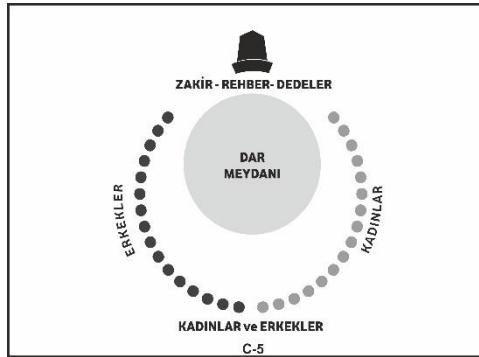 ZAKİR - REHBER- DEDELER
DAR
MEYDANI
ERKEKLER
KADINLAR
KADINLAR ve ERKEKLER
C-5